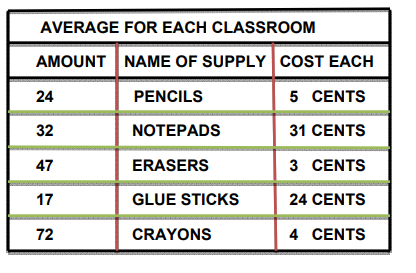 AVERAGE FOR EACH CLASSROOM
AMOUNT NAME OF SUPPLY COST EACH
24 PENCILS 5 CENTS
32 NOTEPADS 31 CENTS
47 ERASERS 3 CENTS
17 GLUE STICKS 24 CENTS
72 CRAYONS 4 CENTS